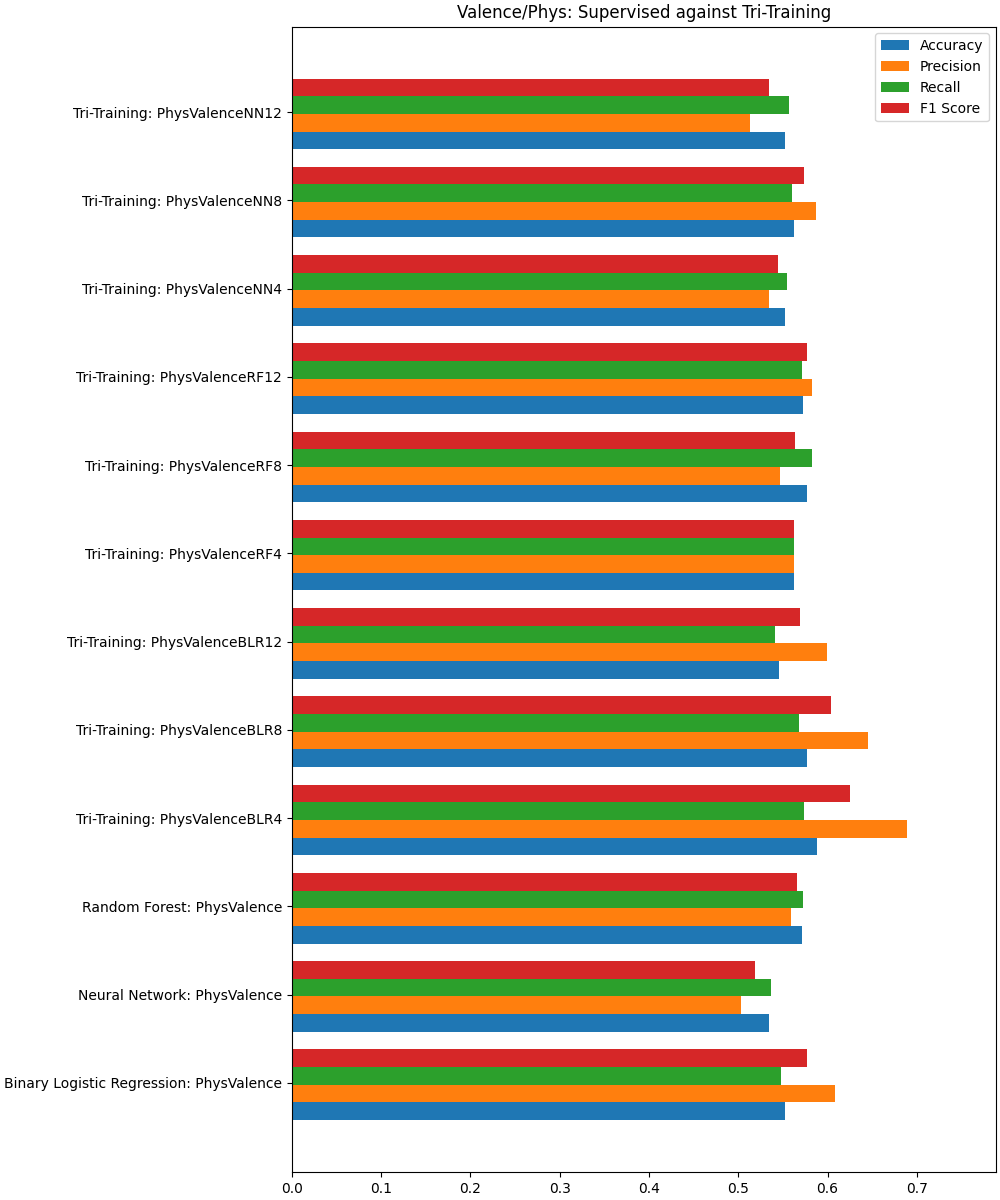 Valence/Phys: Supervised against Tri-Training
Accuracy
Precision
Recall
F1 Score
Tri-Training: PhysValenceNN12
Tri-Training: PhysValenceNN8
Tri-Training: PhysValenceNN4
Tri-Training: PhysValenceRF12
Tri-Training: PhysValenceRF8
Tri-Training: PhysValenceRF4
Tri-Training: PhysValenceBLR12
Tri-Training: PhysValenceBLR8
Tri-Training: PhysValenceBLR4
Random Forest: PhysValence
Neural Network: PhysValence
Binary Logistic Regression: PhysValence
0.0 0.1 0.2 0.3 0.4 0.5 0.6 0.7